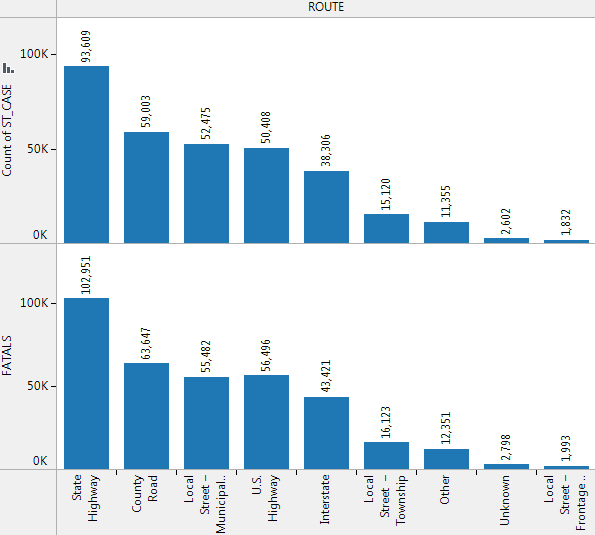 ROUTE
Count of ST_CASE
100K
50K
0K
93,609
59,003
52,475
50,408
38,306
15,120
11,355
2,602
1,832
FATALS
100K
50K
0K
102,951
63,647
55,482
56,496
43,421
16,123
12,351
2,798
1,993
State
Highway
County
Road
Local
Street –
Municipal..
U.S.
Highway
Interstate
Local
Street –
Township
Other
Unknown
Local
Street –
Frontage ..